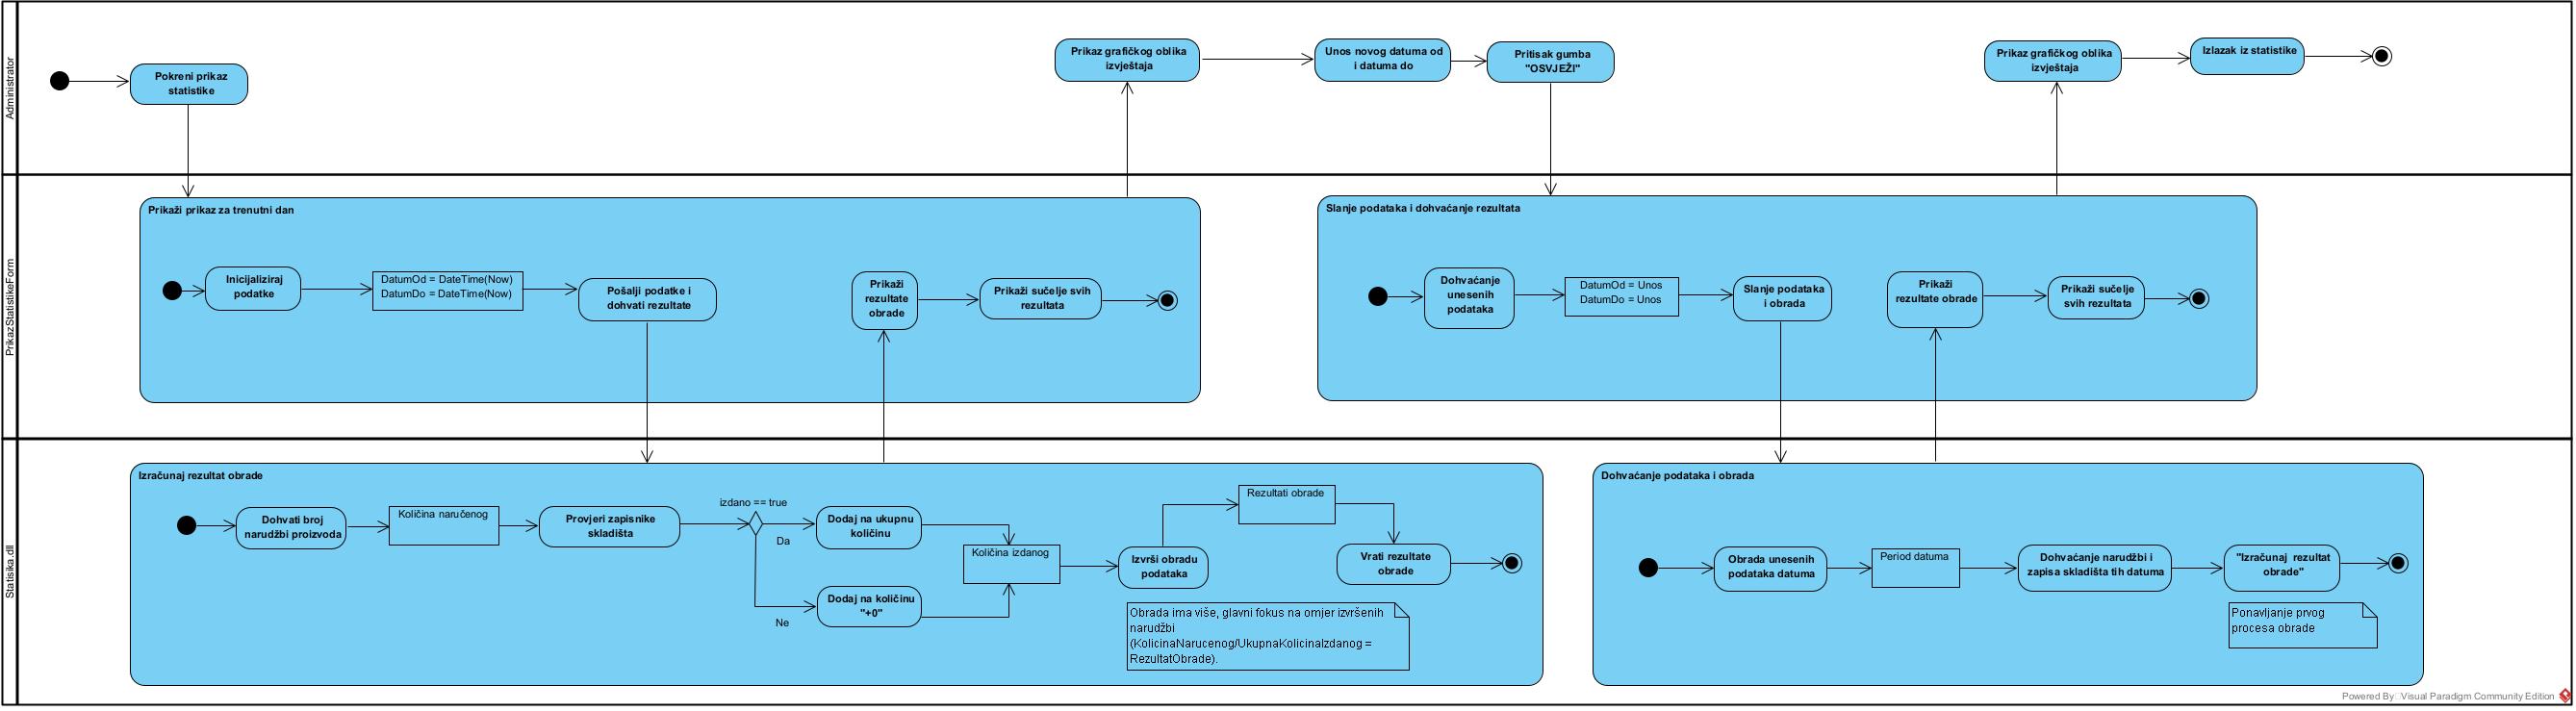 Administrator
Pokreni prikaz
statistike
Prikaz grafičkog oblika
izvještaja
Unos novog datuma od
i datuma do
Pritisak gumba
"OSVJEŽI"
Prikaz grafičkog oblika
izvještaja
Izlazak iz statistike
PrikazStatistikeForm
Prikaži prikaz za trenutni dan
Inicijaliziraj
podatke
DatumOd = DateTime(Now)
DatumDo = DateTime(Now)
Pošalji podatke i
dohvati rezultate
Prikaži
rezultate
obrade
Prikaži sučelje svih
rezultata
Slanje podataka i dohvaćanje rezultata
Dohvaćanje
unesenih
podataka
DatumOd = Unos
DatumDo = Unos
Slanje podataka
i obrada
Prikaži
rezultate obrade
Prikaži sučelje
svih rezultata
Statisika.dll
Izračunaj rezultat obrade
Dohvati broj
narudžbi proizvoda
Količina naručenog
Provjeri zapisnike
skladišta
izdano == true
Da
Ne
Dodaj na ukupnu
količinu
Dodaj na količinu
"+0"
Količina izdanog
Izvrši obradu
podataka
Rezultati obrade
Vrati rezultate
obrade
Obrada ima više, glavni fokus na omjer izvršenih
narudžbi
(KolicinaNarucenog/UkupnaKolicinaIzdanog =
RezultatObrade).
Dohvaćanje podataka i obrada
Obrada unesenih
podataka datuma
Period datuma
Dohvaćanje narudžbi i
zapisa skladišta tih datuma
"Izračunaj rezultat
obrade"
Ponavljanje prvog
procesa obrade
Powered By Visual Paradigm Community Edition